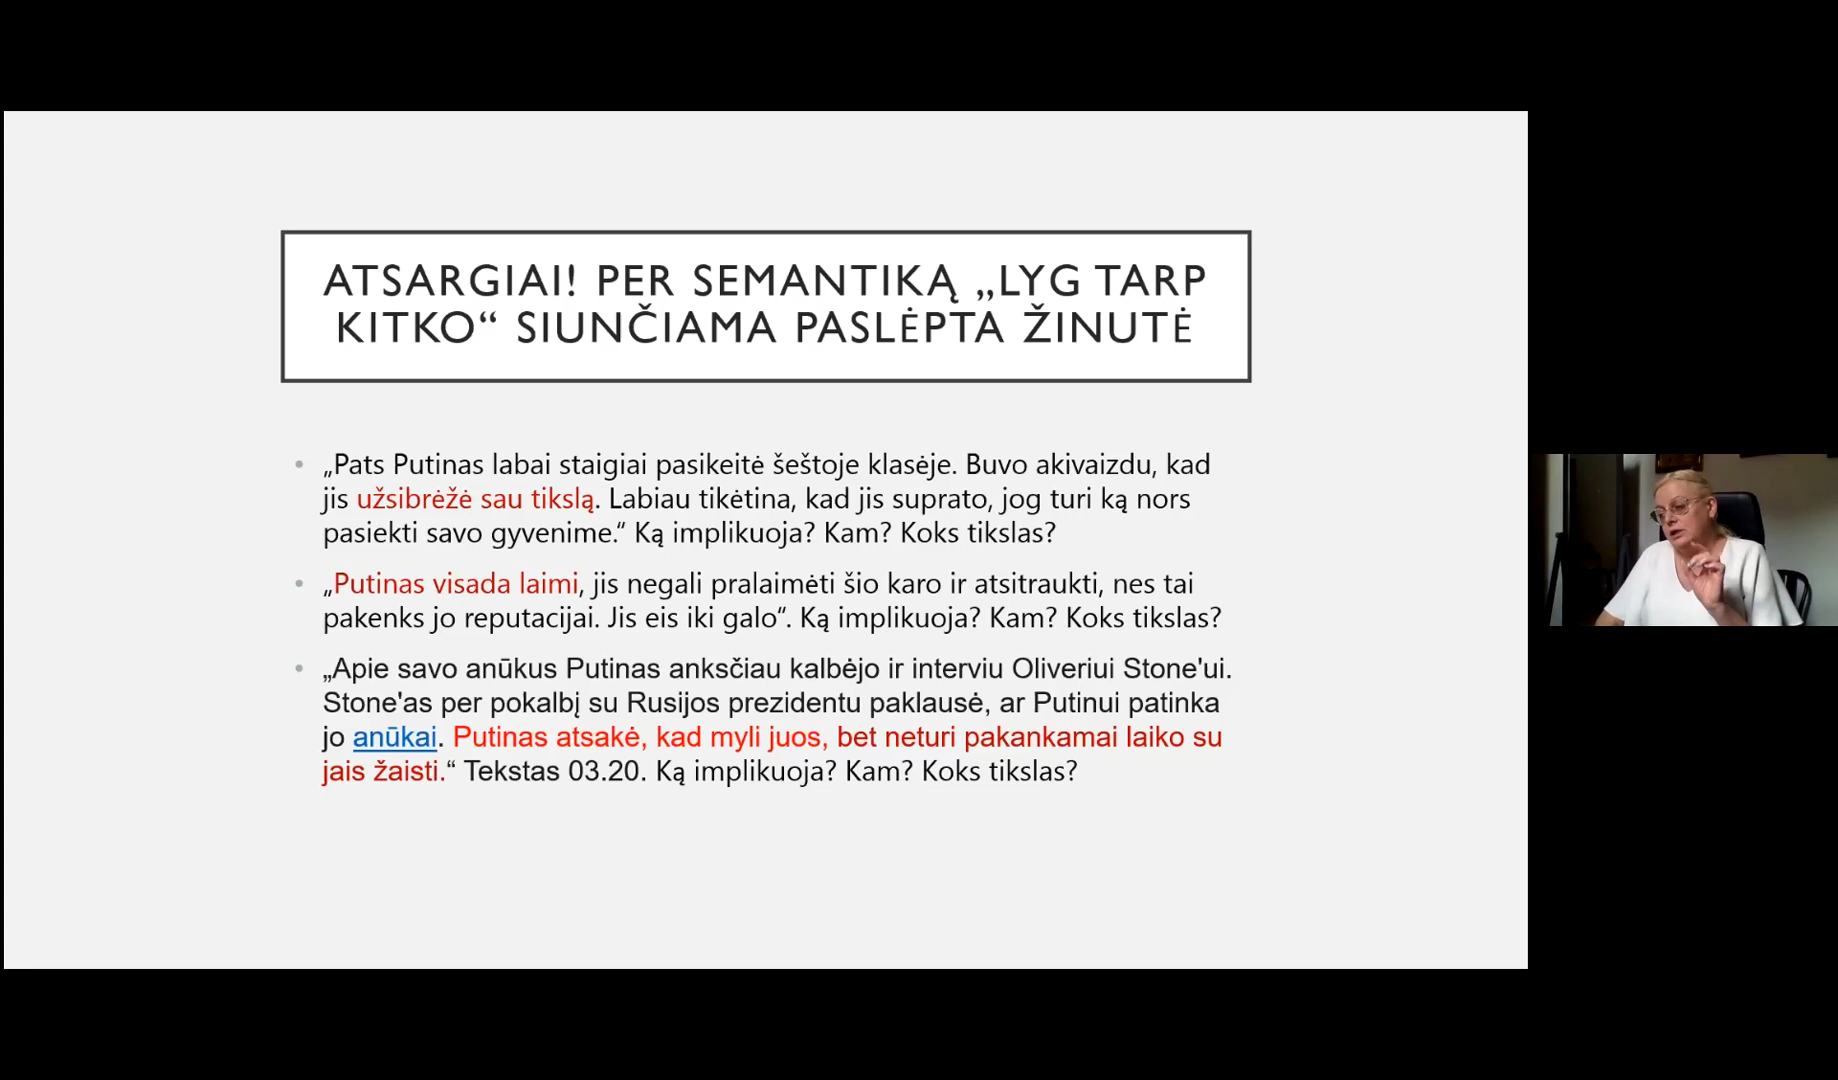 ATSARGIAI! PER SEMANTIKĄ „LYG TARP
KITKO“ SIUNČIAMA PASLĖPTA ŽINUTĖ
• „Pats Putinas labai staigiai pasikeitė šeštoje klasėje. Buvo akivaizdu, kad
jis užsibrėžė sau tikslą. Labiau tikėtina, kad jis suprato, jog turi ką nors
pasiekti savo gyvenime.“ Ką implikuoja? Kam? Koks tikslas?
• „Putinas visada laimi, jis negali pralaimėti šio karo ir atsitraukti, nes tai
pakenks jo reputacijai. Jis eis iki galo“. Ką implikuoja? Kam? Koks tikslas?
• „Apie savo anūkus Putinas anksčiau kalbėjo ir interviu Oliveriui Stone'ui.
Stone'as per pokalbį su Rusijos prezidentu paklausė, ar Putinui patinka
jo anūkai. Putinas atsakė, kad myli juos, bet neturi pakankamai laiko su
jais žaisti.“ Tekstas 03.20. Ką implikuoja? Kam? Koks tikslas?